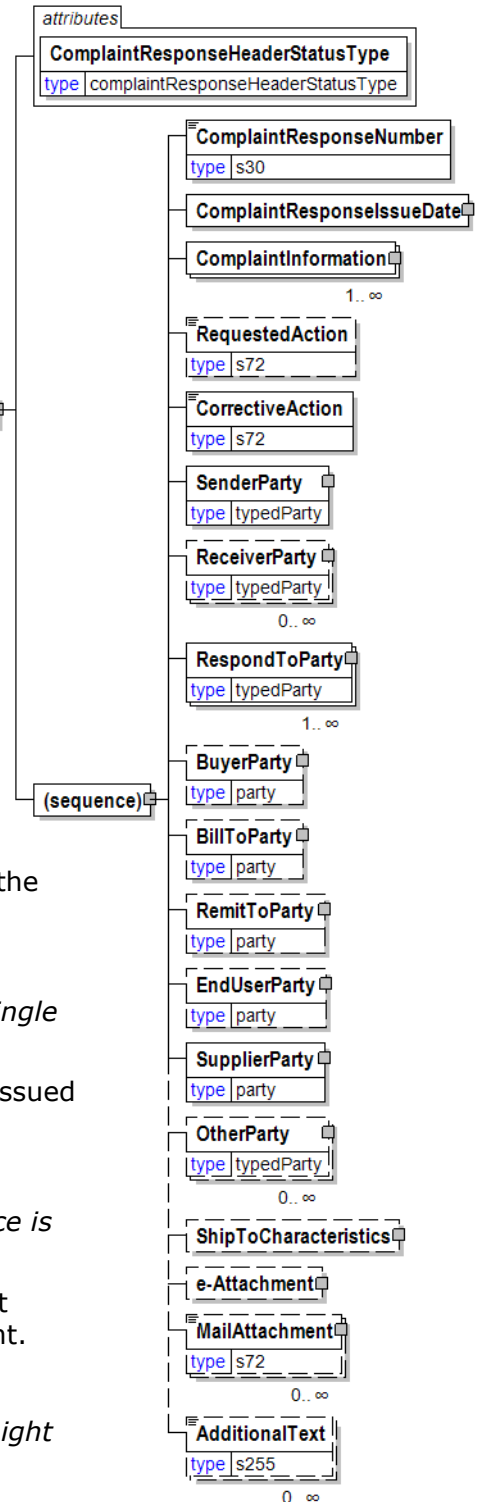 attributes
ComplaintResponseHeaderStatusType
type complaintResponseHeaderStatusType
ComplaintResponseNumber
type s30
ComplaintResponseIssueDate
ComplaintInformation
1.. ∞
RequestedAction
type s72
CorrectiveAction
type s72
SenderParty
type typedParty
ReceiverParty
type typedParty
0.. ∞
RespondToParty
type typedParty
1.. ∞
BuyerParty
type party
(sequence)
BillToParty
type party
the
RemitToParty
type party
EndUserParty
type party
ingle
SupplierParty
type party
ssued
OtherParty
type typedParty
0.. ∞
ce is
ShipToCharacteristics
e-Attachment
t
MailAttachment
nt.
type s72
0.. ∞
ight
AdditionalText
type s255
0.. ∞